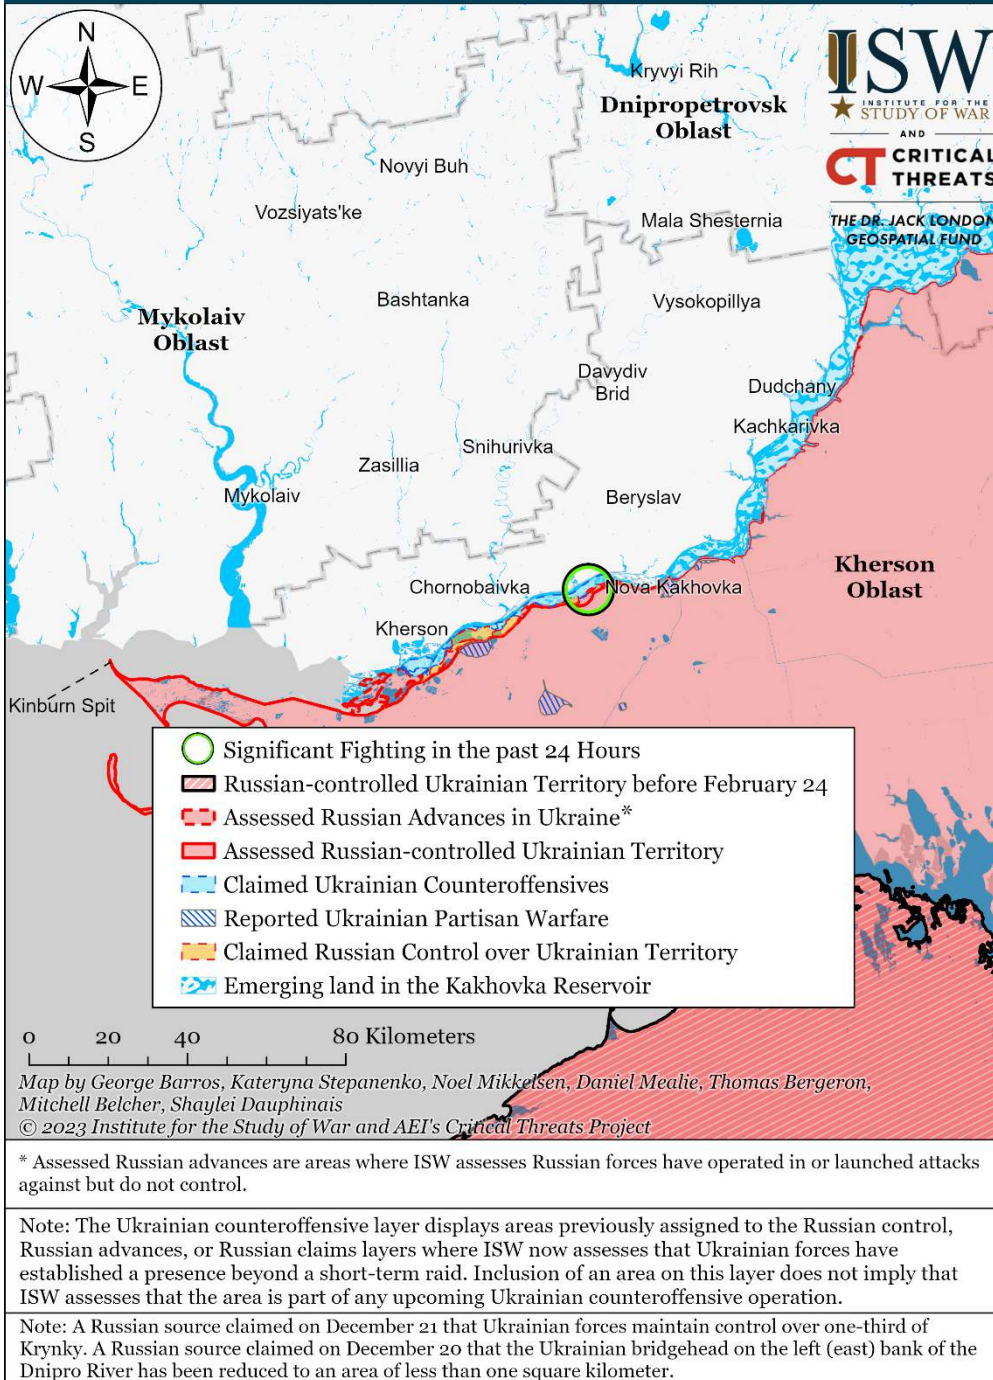 N
W
E
S
ISW
INSTITUTE FOR THE
STUDY OF WAR
AND
CT CRITICAL
THREATS
THE DR. JACK LONDON
GEOSPATIAL FUND
Kryvyi Rih
Dnipropetrovsk
Oblast
Novyi Buh
Vozsiyats'ke
Mala Shesternia
Bashtanka
Vysokopillya
Mykolaiv
Oblast
Davydiv
Brid
Dudchany
Kachkarivka
Snihurivka
Zasillia
Mykolaiv
Beryslav
Kherson
Oblast
Chornobaivka
Nova Kakhovka
Kherson
Kinburn Spit
Significant Fighting in the past 24 Hours
Russian-controlled Ukrainian Territory before February 24
Assessed Russian Advances in Ukraine*
Assessed Russian-controlled Ukrainian Territory
Claimed Ukrainian Counteroffensives
Reported Ukrainian Partisan Warfare
Claimed Russian Control over Ukrainian Territory
Emerging land in the Kakhovka Reservoir
0 20 40 80 Kilometers
Map by George Barros, Kateryna Stepanenko, Noel Mikkelsen, Daniel Mealie, Thomas Bergeron,
Mitchell Belcher, Shaylei Dauphinais
© 2023 Institute for the Study of War and AEI's Critical Threats Project
* Assessed Russian advances are areas where ISW assesses Russian forces have operated in or launched attacks
against but do not control.
Note: The Ukrainian counteroffensive layer displays areas previously assigned to the Russian control,
Russian advances, or Russian claims layers where ISW now assesses that Ukrainian forces have
established a presence beyond a short-term raid. Inclusion of an area on this layer does not imply that
ISW assesses that the area is part of any upcoming Ukrainian counteroffensive operation.
Note: A Russian source claimed on December 21 that Ukrainian forces maintain control over one-third of
Krynky. A Russian source claimed on December 20 that the Ukrainian bridgehead on the left (east) bank of the
Dnipro River has been reduced to an area of less than one square kilometer.